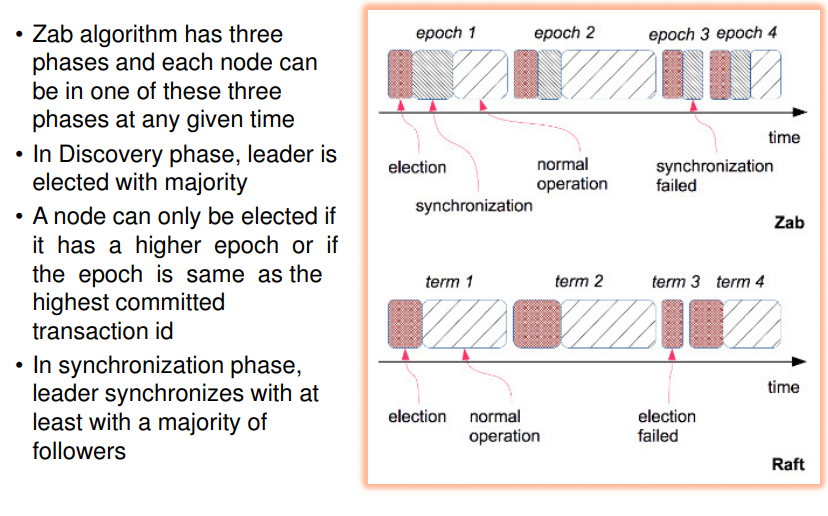 • Zab algorithm has three
phases and each node can
be in one of these three
phases at any given time
• In Discovery phase, leader is
elected with majority
• A node can only be elected if
it has a higher epoch or if
the epoch is same as the
highest committed
transaction id
• In synchronization phase,
leader synchronizes with at
least with a majority of
followers
epoch 1 epoch 2 epoch 3 epoch 4
time
election
normal
operation
synchronization
failed
synchronization
Zab
term 1 term 2 term 3 term 4
time
election
normal
operation
election
failed
Raft